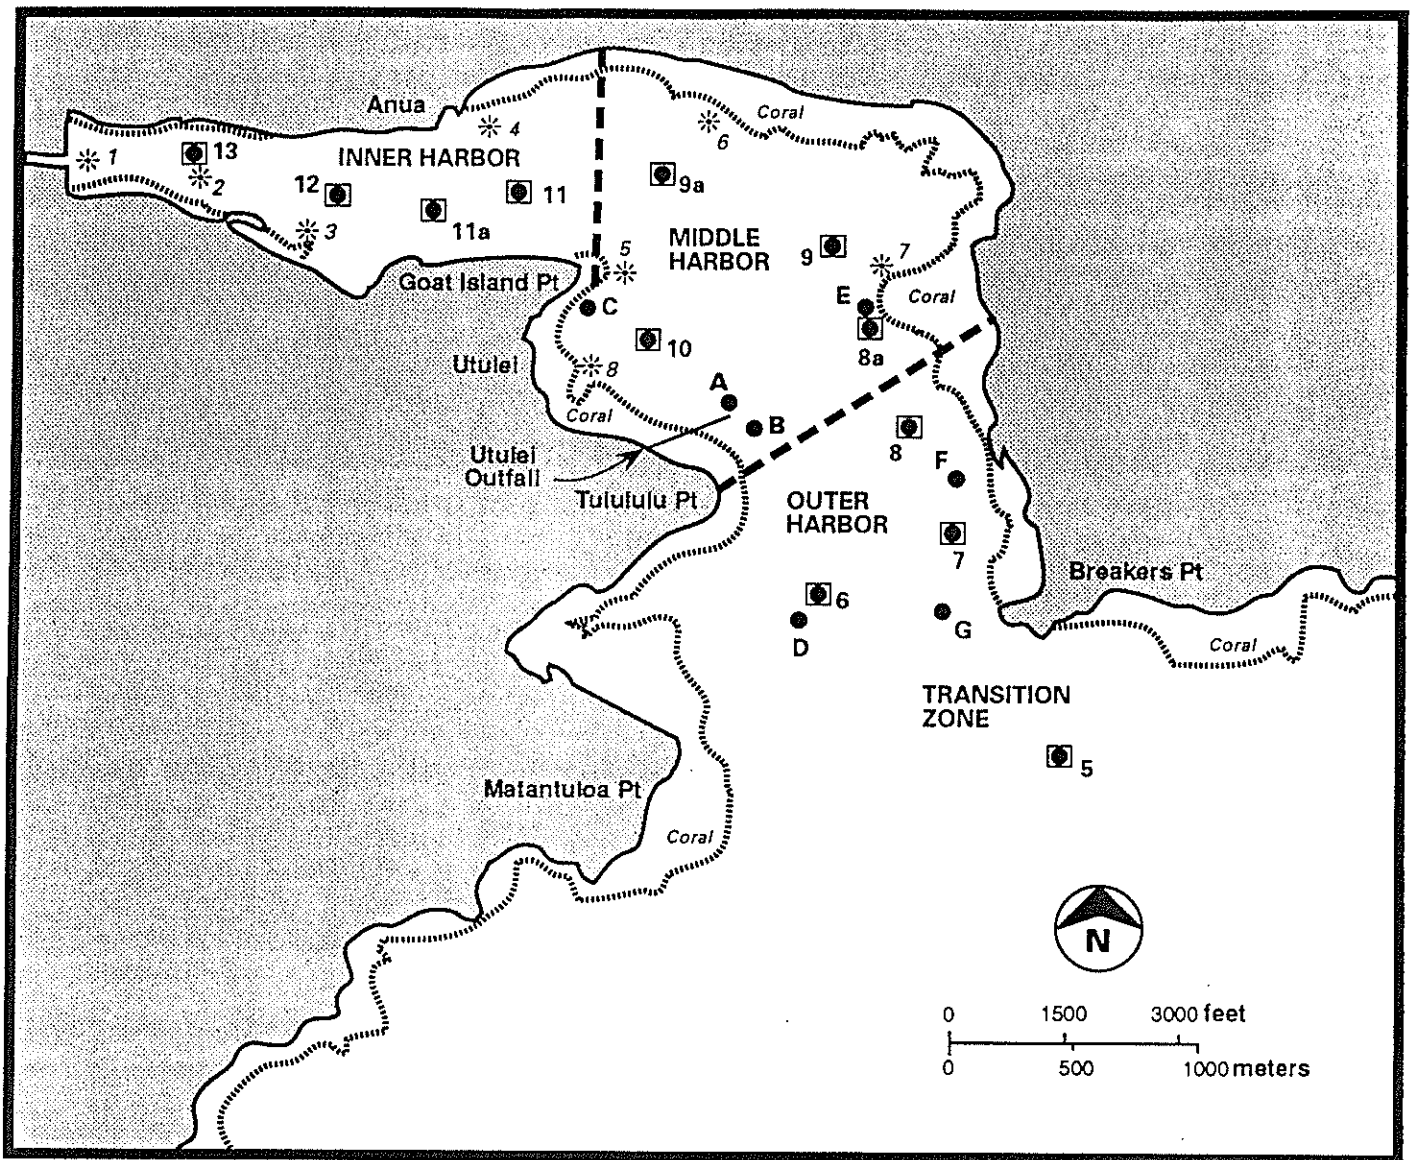 Anua
Coral
4
6
1
13
INNER HARBOR
2
12
11
9a
11a
3
MIDDLE
HARBOR
5
9
7
Goat Island Pt
C
E
Coral
10
8a
Utulei
8
A
Coral
B
8
Utulei
Outfall
F
Tulululu Pt
OUTER
HARBOR
7
Breakers Pt
6
D
G
Coral
TRANSITION
ZONE
5
Matantuloa Pt
Coral
N
0 1500 3000 feet
0 500 1000 meters